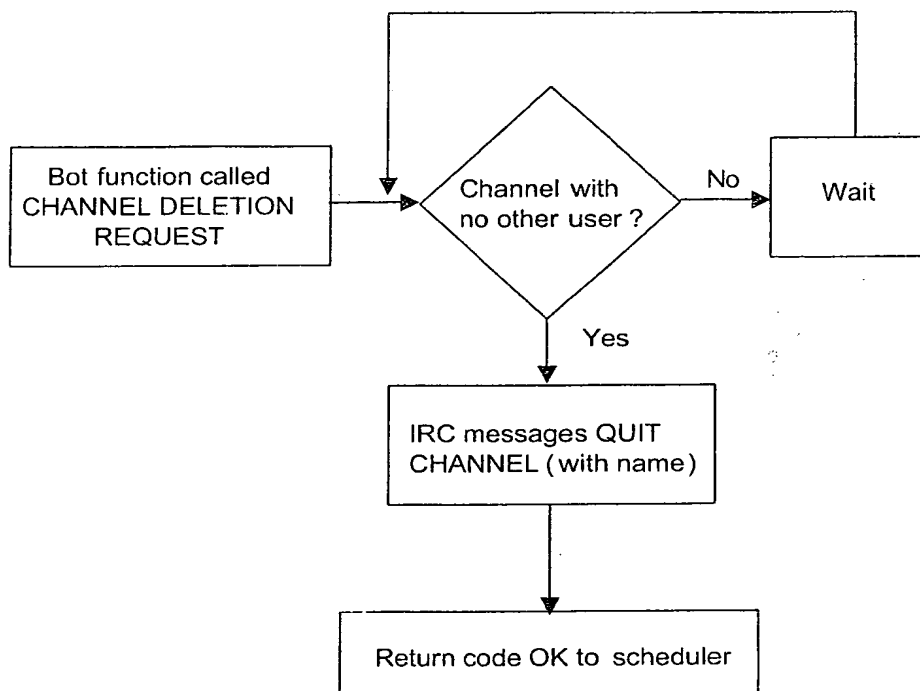 Bot function called
CHANNEL DELETION
REQUEST
Channel with
no other user ?
No
Wait
Yes
IRC messages QUIT
CHANNEL (with name)
Return code OK to scheduler